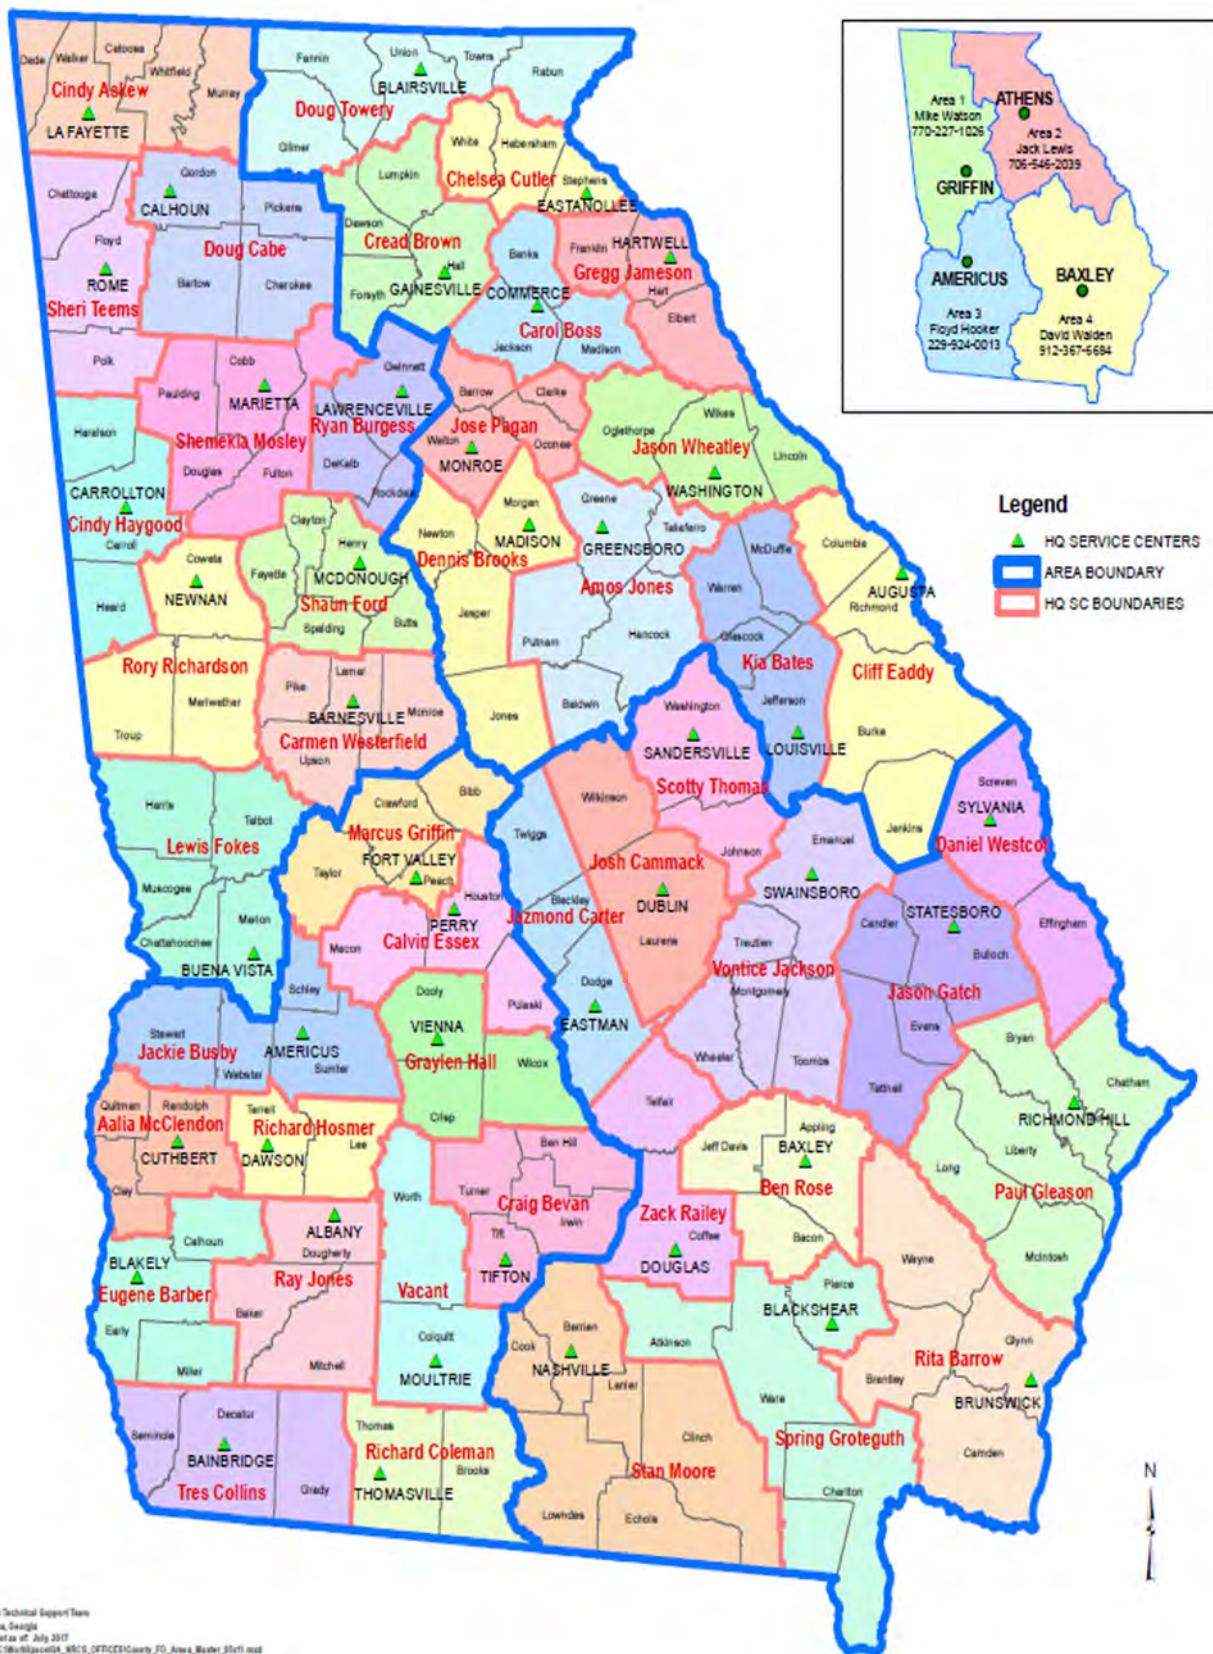 Dade
Walker
Catoosa
Whitfield
Murray
Cindy Askew
LA FAYETTE
Fannin
Union
Towns
Rabun
BLAIRSVILLE
Doug Towery
Gilmer
White
Habersham
Chelsea Cutler
Stephens
EASTANOLLEE
Lumpkin
Dawson
Cread Brown
Hall
GAINESVILLE
Forsyth
Chattooga
Floyd
ROME
Sheri Teems
Polk
Gordon
CALHOUN
Pickens
Doug Cabe
Bartow
Cherokee
Banks
COMMERCE
Carol Boss
Jackson
Madison
Franklin
HARTWELL
Gregg Jameson
Hart
Elbert
Cobb
Paulding
MARIETTA
Shemekia Mosley
Douglas
Fulton
Gwinnett
LAWRENCEVILLE
Ryan Burgess
DeKalb
Rockdale
Barrow
Clarke
Jose Pagan
Walton
Oconee
MONROE
Oglethorpe
Wilkes
Jason Wheatley
Lincoln
WASHINGTON
Haralson
CARROLLTON
Cindy Haygood
Carroll
Heard
Clayton
Henry
Fayette
MCDONOUGH
Shaun Ford
Spalding
Butts
Morgan
Newton
MADISON
Dennis Brooks
Jasper
Jones
Greene
Taliaferro
GREENSBORO
Amos Jones
Putnam
Hancock
Baldwin
McDuffie
Warren
Glascock
Kia Bates
Jefferson
LOUISVILLE
Columbia
AUGUSTA
Richmond
Cliff Eaddy
Burke
Jenkins
Coweta
NEWNAN
Rory Richardson
Meriwether
Troup
Pike
Lamar
BARNESVILLE
Monroe
Carmen Westerfield
Upson
Washington
SANDERSVILLE
Scotty Thomas
Johnson
Screven
SYLVANIA
Daniel Westcot
Effingham
Harris
Talbot
Lewis Fokes
Muscogee
Marion
Chattahoochee
BUENA VISTA
Crawford
Bibb
Marcus Griffin
FORT VALLEY
Taylor
Peach
Houston
PERRY
Macon
Calvin Essex
Pulaski
Twiggs
Bleckley
Jazmond Carter
Dodge
EASTMAN
Wilkinson
Josh Cammack
DUBLIN
Laurens
Emanuel
SWAINSBORO
Treutlen
Vontice Jackson
Montgomery
Wheeler
Toombs
STATESBORO
Candler
Bulloch
Jason Gatch
Evans
Tattnall
Schley
AMERICUS
Stewart
Jackie Busby
Webster
Sumter
Dooly
VIENNA
Graylen Hall
Wilcox
Crisp
Telfair
Bryan
Chatham
RICHMOND HILL
Liberty
Long
Paul Gleason
McIntosh
Quitman
Randolph
Aalia McClendon
CUTHBERT
Clay
Terrell
Richard Hosmer
Lee
DAWSON
Worth
Vacant
Colquitt
MOULTRIE
Ben Hill
Turner
Craig Bevan
Irwin
Tift
TIFTON
Jeff Davis
Appling
BAXLEY
Ben Rose
Bacon
Zack Railey
Coffee
DOUGLAS
Calhoun
BLAKELY
Eugene Barber
Early
Miller
ALBANY
Dougherty
Ray Jones
Baker
Mitchell
Wayne
Glynn
Rita Barrow
Brantley
BRUNSWICK
Camden
Pierce
BLACKSHEAR
Atkinson
Ware
Spring Groteguth
Charlton
Berrien
Cook
NASHVILLE
Lanier
Clinch
Stan Moore
Lowndes
Echols
Decatur
Seminole
BAINBRIDGE
Tres Collins
Grady
Thomas
Richard Coleman
Brooks
THOMASVILLE
ATHENS
Area 1
Mike Watson
770-227-1026
Area 2
Jack Lewis
706-546-2039
GRIFFIN
AMERICUS
Area 3
Floyd Hooker
229-924-0013
BAXLEY
Area 4
David Walden
912-367-6684
Legend
HQ SERVICE CENTERS
AREA BOUNDARY
HQ SC BOUNDARIES
N
Technical Support Team
Georgia
as of: July, 2017